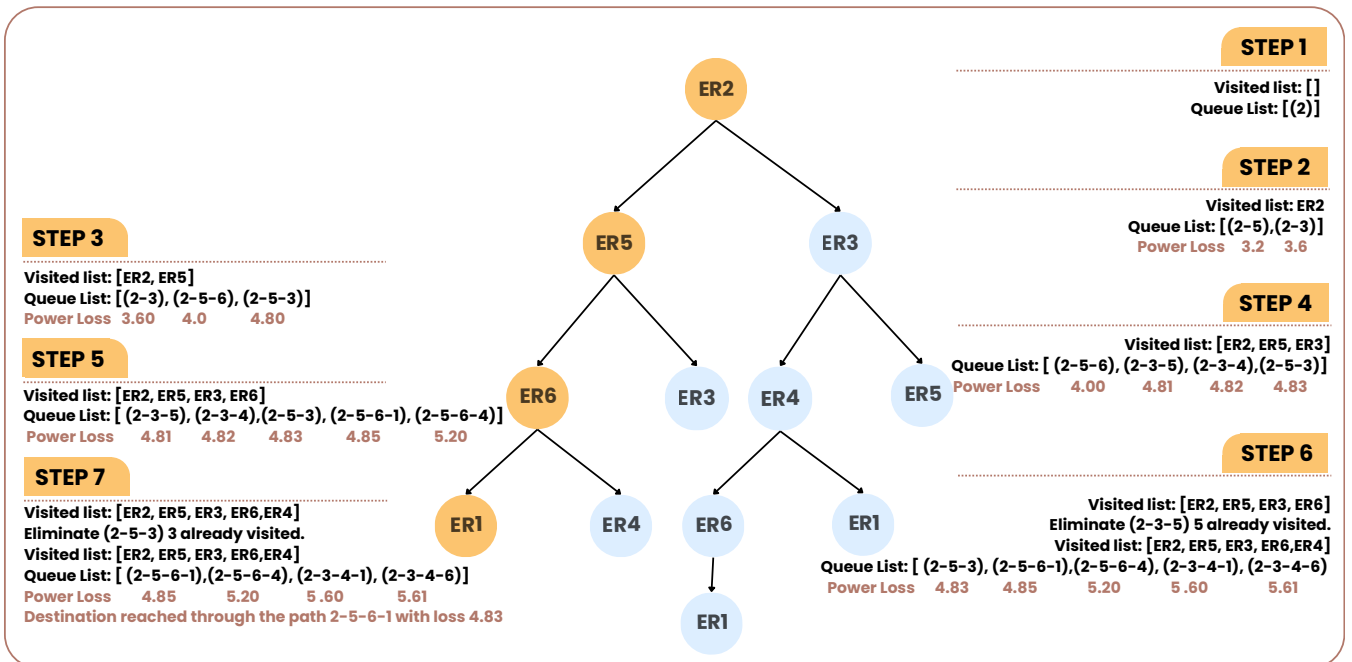 STEP 1
Visited list: []
Queue List: [(2)]
STEP 2
Visited list: ER2
Queue List: [(2-5),(2-3)]
Power Loss 3.2 3.6
STEP 3
Visited list: [ER2, ER5]
Queue List: [(2-3), (2-5-6), (2-5-3)]
Power Loss 3.60 4.0 4.80
STEP 4
Visited list: [ER2, ER5, ER3]
Queue List: [ (2-5-6), (2-3-5), (2-3-4),(2-5-3)]
Power Loss 4.00 4.81 4.82 4.83
STEP 5
Visited list: [ER2, ER5, ER3, ER6]
Queue List: [ (2-3-5), (2-3-4),(2-5-3), (2-5-6-1), (2-5-6-4)]
Power Loss 4.81 4.82 4.83 4.85 5.20
STEP 6
Visited list: [ER2, ER5, ER3, ER6]
Eliminate (2-3-5) 5 already visited.
Visited list: [ER2, ER5, ER3, ER6,ER4]
Queue List: [ (2-5-3), (2-5-6-1),(2-5-6-4), (2-3-4-1), (2-3-4-6)
Power Loss 4.83 4.85 5.20 5 .60 5.61
STEP 7
Visited list: [ER2, ER5, ER3, ER6,ER4]
Eliminate (2-5-3) 3 already visited.
Visited list: [ER2, ER5, ER3, ER6,ER4]
Queue List: [ (2-5-6-1),(2-5-6-4), (2-3-4-1), (2-3-4-6)]
Power Loss 4.85 5.20 5 .60 5.61
Destination reached through the path 2-5-6-1 with loss 4.83
ER2
ER5 ER3
ER6 ER3 ER4 ER5
ER1 ER4 ER6 ER1
ER1